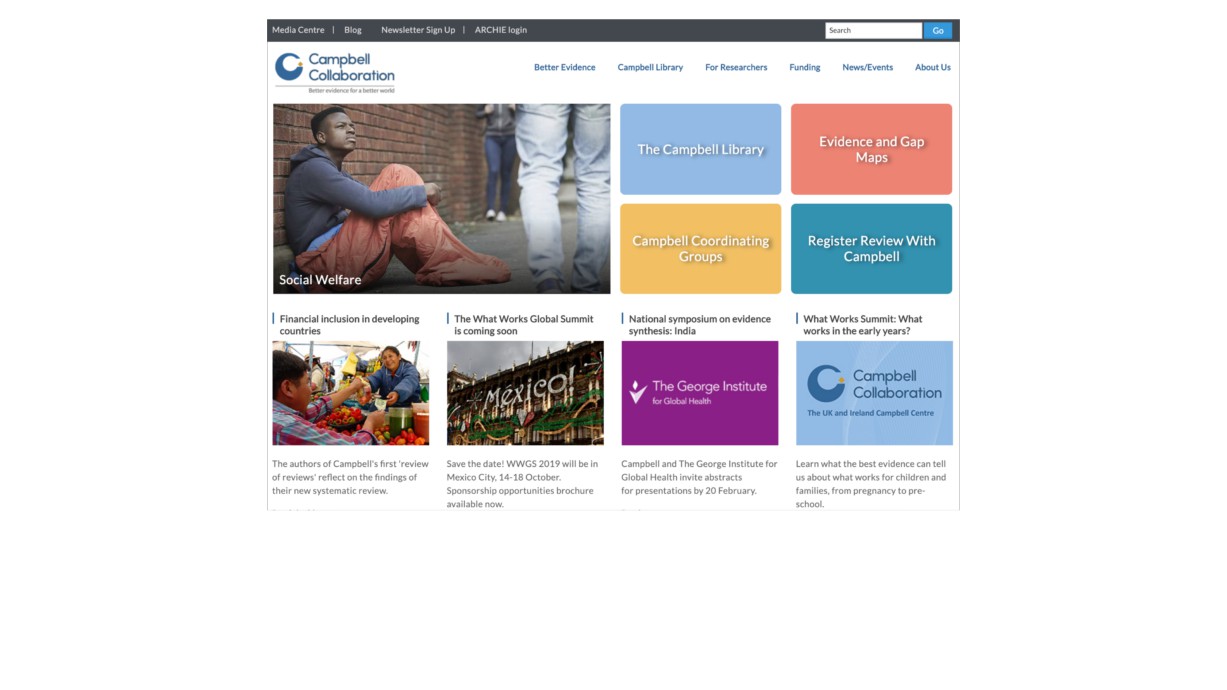 Media Centre | Blog Newsletter Sign Up | ARCHIE login
Search Go
Campbell
Collaboration
Better evidence for a better world
Better Evidence Campbell Library For Researchers Funding News/Events About Us
Social Welfare
The Campbell Library
Evidence and Gap
Maps
Campbell Coordinating
Groups
Register Review With
Campbell
Financial inclusion in developing
countries
The authors of Campbell's first 'review
of reviews' reflect on the findings of
their new systematic review.
The What Works Global Summit
is coming soon
México!
Save the date! WWGS 2019 will be in
Mexico City, 14-18 October.
Sponsorship opportunities brochure
available now.
National symposium on evidence
synthesis: India
The George Institute
for Global Health
Campbell and The George Institute for
Global Health invite abstracts
for presentations by 20 February.
What Works Summit: What
works in the early years?
Campbell
Collaboration
The UK and Ireland Campbell Centre
Learn what the best evidence can tell
us about what works for children and
families, from pregnancy to pre-
school.